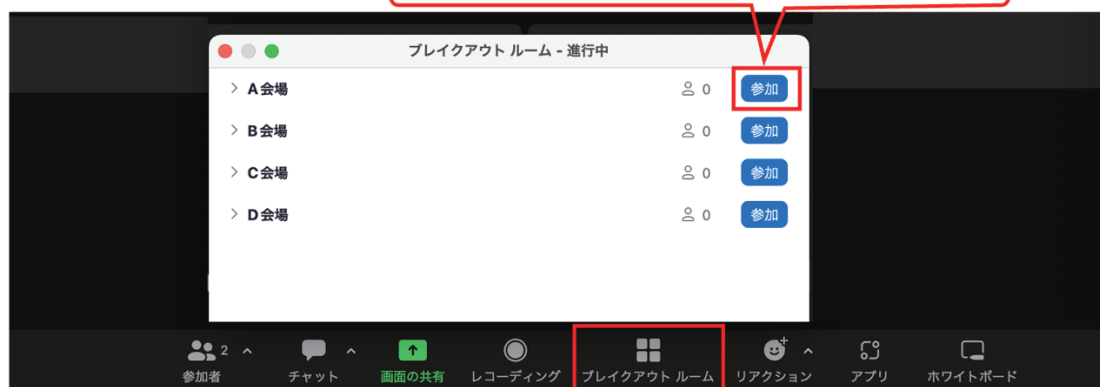 ブレイクアウト ルーム - 進行中
A会場 0 参加
B会場 0 参加
C会場 0 参加
D会場 0 参加
2
参加者 チャット 画面の共有 レコーディング ブレイクアウト ルーム リアクション アプリ ホワイトボード